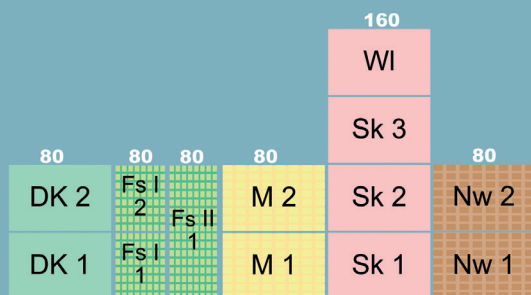 160
Wl
Sk 3
80 80 80 80 80
DK 2
Fs I
2
Fs II
1
M 2
Sk 2
Nw 2
DK 1
Fs I
1
M 1
Sk 1
Nw 1